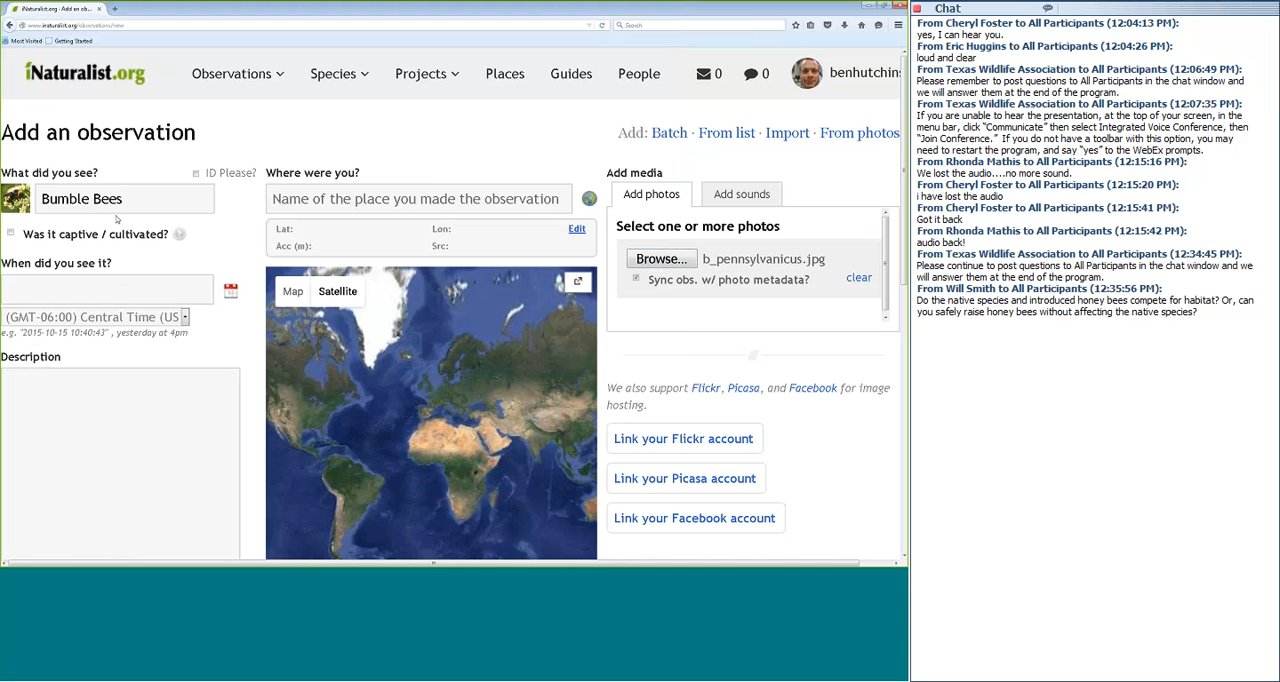 iNaturalist.org - Add an ob...
www.inaturalist.org/observations/new
Search
Most Visited
Getting Started
iNaturalist.org
Observations
Species
Projects
Places
Guides
People
0
0
benhutchins
Add an observation
Add: Batch · From list · Import · From photos
What did you see?
ID Please?
Bumble Bees
Was it captive / cultivated?
When did you see it?
(GMT-06:00) Central Time (US
e.g. "2015-10-15 10:40:43" , yesterday at 4pm
Description
Where were you?
Name of the place you made the observation
Lat:
Lon:
Edit
Acc (m):
Src:
Map
Satellite
Add media
Add photos
Add sounds
Select one or more photos
Browse...
b_pennsylvanicus.jpg
Sync obs. w/ photo metadata?
clear
We also support Flickr, Picasa, and Facebook for image
hosting.
Link your Flickr account
Link your Picasa account
Link your Facebook account
Chat
From Cheryl Foster to All Participants (12:04:13 PM):
yes, I can hear you.
From Eric Huggins to All Participants (12:04:26 PM):
loud and clear
From Texas Wildlife Association to All Participants (12:06:49 PM):
Please remember to post questions to All Participants in the chat window and
we will answer them at the end of the program.
From Texas Wildlife Association to All Participants (12:07:35 PM):
If you are unable to hear the presentation, at the top of your screen, in the
menu bar, click "Communicate" then select Integrated Voice Conference, then
"Join Conference." If you do not have a toolbar with this option, you may
need to restart the program, and say "yes" to the WebEx prompts.
From Rhonda Mathis to All Participants (12:15:16 PM):
We lost the audio....no more sound.
From Cheryl Foster to All Participants (12:15:20 PM):
i have lost the audio
From Cheryl Foster to All Participants (12:15:41 PM):
Got it back
From Rhonda Mathis to All Participants (12:15:42 PM):
audio back!
From Texas Wildlife Association to All Participants (12:34:45 PM):
Please continue to post questions to All Participants in the chat window and we
will answer them at the end of the program.
From Will Smith to All Participants (12:35:56 PM):
Do the native species and introduced honey bees compete for habitat? Or, can
you safely raise honey bees without affecting the native species?